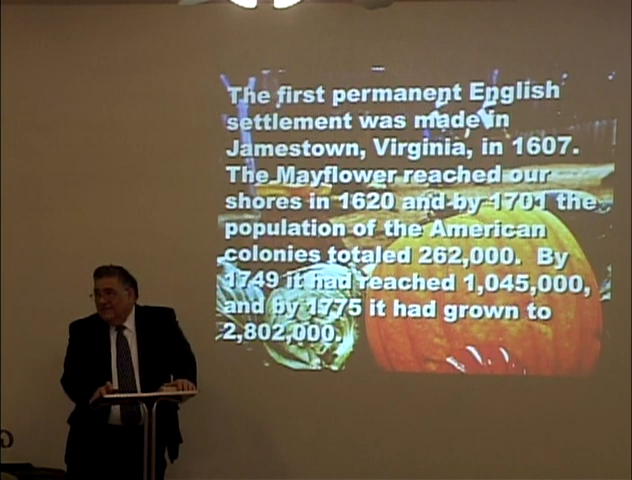 The first permanent English
settlement was made in
Jamestown, Virginia, in 1607.
The Mayflower reached our
shores in 1620 and by 1701 the
population of the American
colonies totaled 262,000. By
1749 it had reached 1,045,000,
and by 1775 it had grown to
2,802,000.